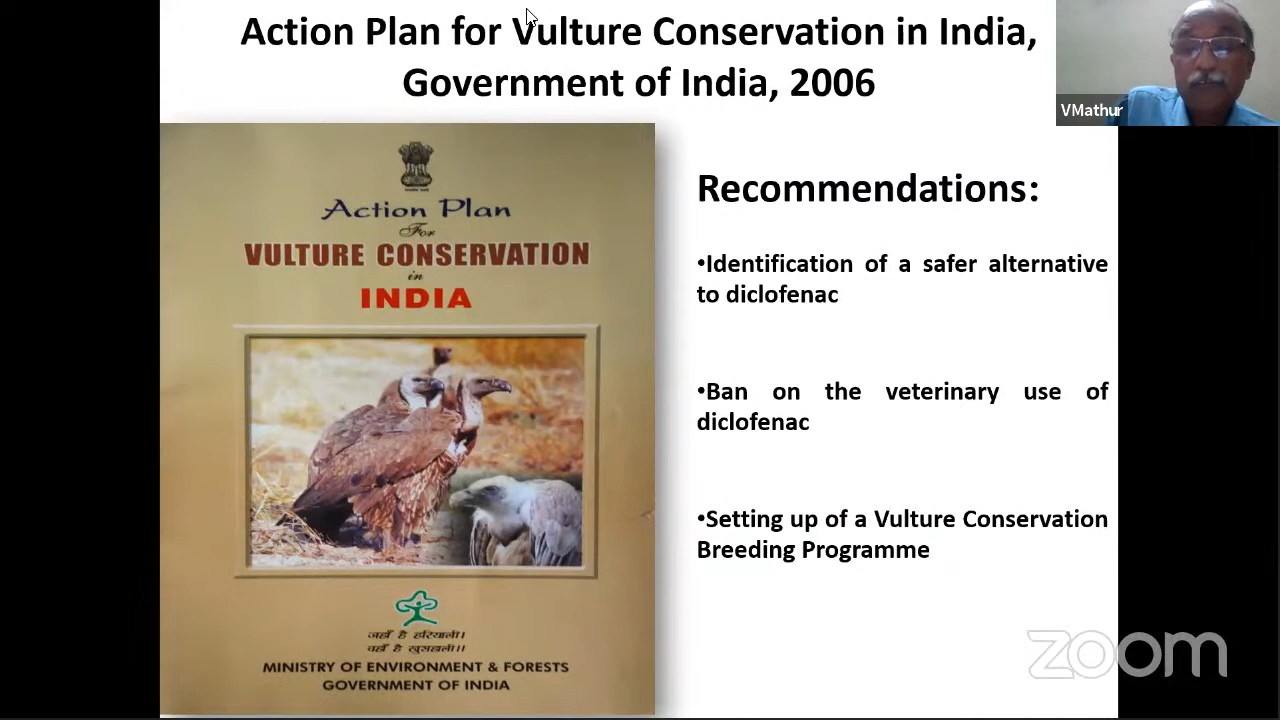 Action Plan for Vulture Conservation in India,
Government of India, 2006
VMathur
Action Plan
For
VULTURE CONSERVATION
in
INDIA
जहाँ है हरियाली।
वहाँ है खुशहाली।।
MINISTRY OF ENVIRONMENT & FORESTS
GOVERNMENT OF INDIA
Recommendations:
•Identification of a safer alternative
to diclofenac
•Ban on the veterinary use of
diclofenac
•Setting up of a Vulture Conservation
Breeding Programme
zoom